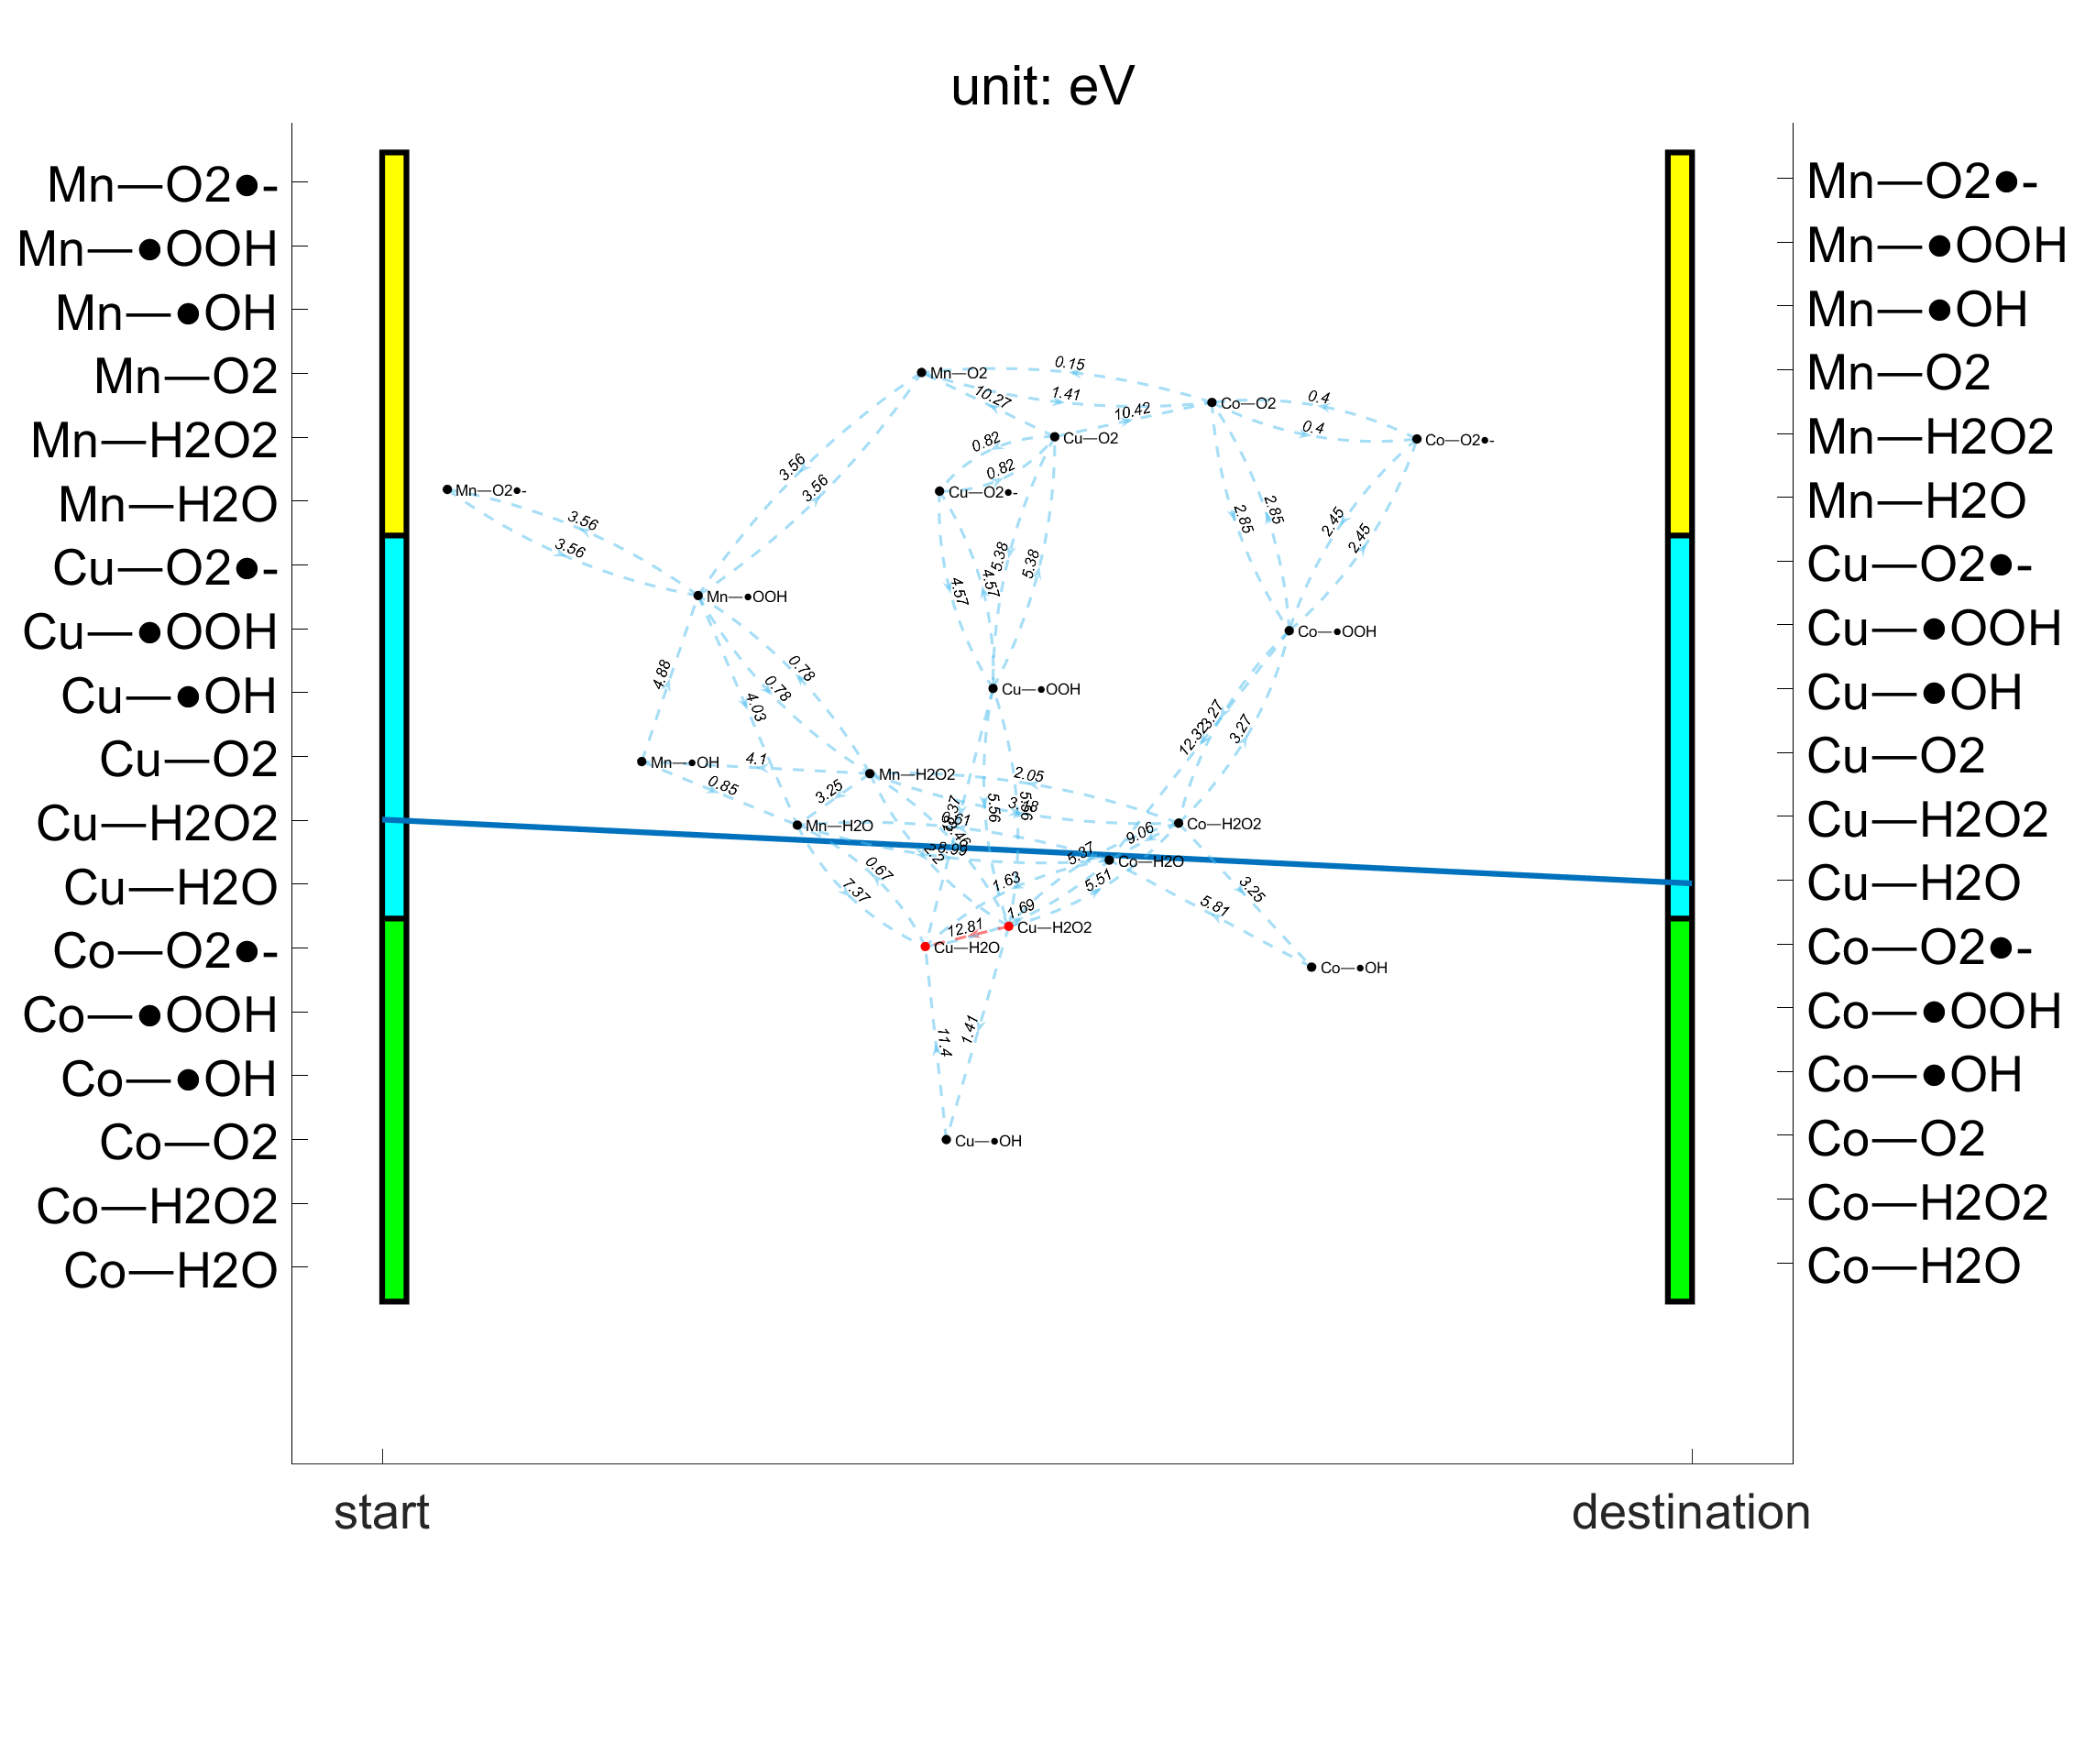 unit: eV
Mn—O2●-
Mn—●OOH
Mn—●OH
Mn—O2
Mn—H2O2
Mn—H2O
Cu—O2●-
Cu—●OOH
Cu—●OH
Cu—O2
Cu—H2O2
Cu—H2O
Co—O2●-
Co—●OOH
Co—●OH
Co—O2
Co—H2O2
Co—H2O
0.15
Mn—O2
10.27
1.41
10.42
Co—O2
0.4
0.4
Co—O2●-
Cu—O2
0.82
0.82
Cu—O2●-
3.56
3.56
Mn—O2●-
3.56
3.56
2.85
2.85
2.45
2.45
5.38
5.38
4.57
4.57
Mn—●OOH
Co—●OOH
4.88
0.78
0.78
4.03
Cu—●OOH
12.32
3.27
3.27
Mn—●OH
4.1
0.85
Mn—H2O2
3.25
2.05
5.56
Mn—H2O
Co—H2O2
9.06
5.37
Co—H2O
0.67
7.37
1.63
5.51
3.25
1.69
5.81
12.81
Cu—H2O2
Cu—H2O
Co—●OH
11.4
1.41
Cu—●OH
Mn—O2●-
Mn—●OOH
Mn—●OH
Mn—O2
Mn—H2O2
Mn—H2O
Cu—O2●-
Cu—●OOH
Cu—●OH
Cu—O2
Cu—H2O2
Cu—H2O
Co—O2●-
Co—●OOH
Co—●OH
Co—O2
Co—H2O2
Co—H2O
start
destination